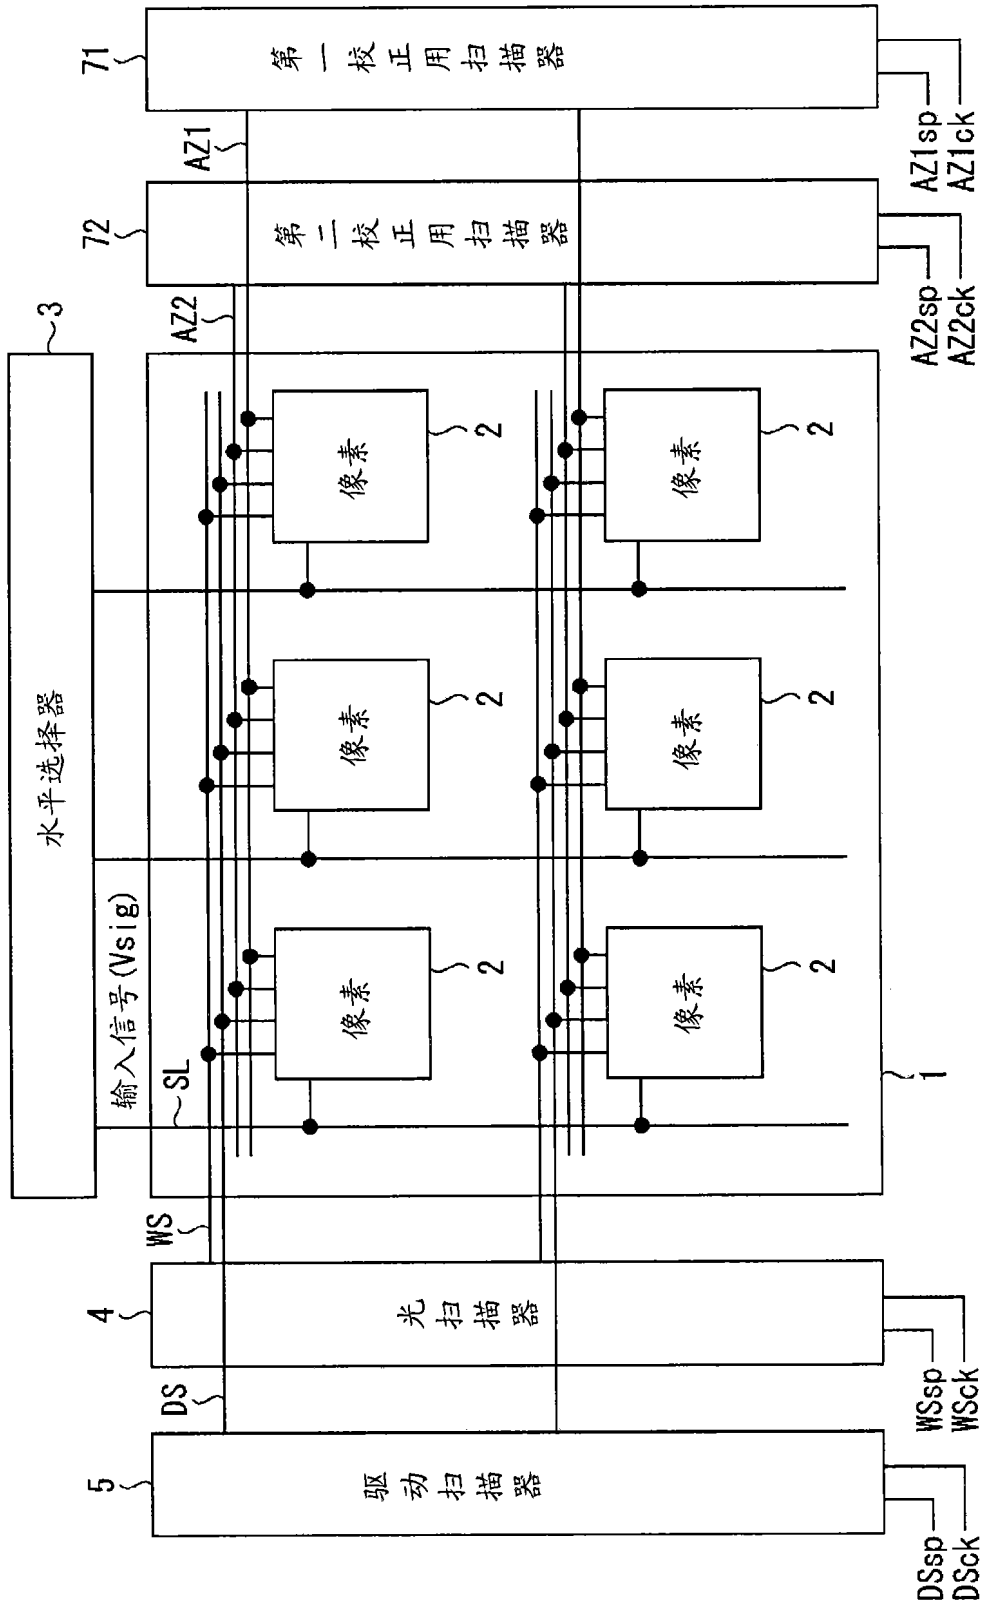 水平选择器
3
输入信号(Vsig)
SL
DS
WS
AZ2
AZ1
5
4
72
71
驱动扫描器
光扫描器
第二校正用扫描器
第一校正用扫描器
像素
2
像素
2
像素
2
像素
2
像素
2
像素
2
1
DSsp
DSck
WSsp
WSck
AZ2sp
AZ2ck
AZ1sp
AZ1ck